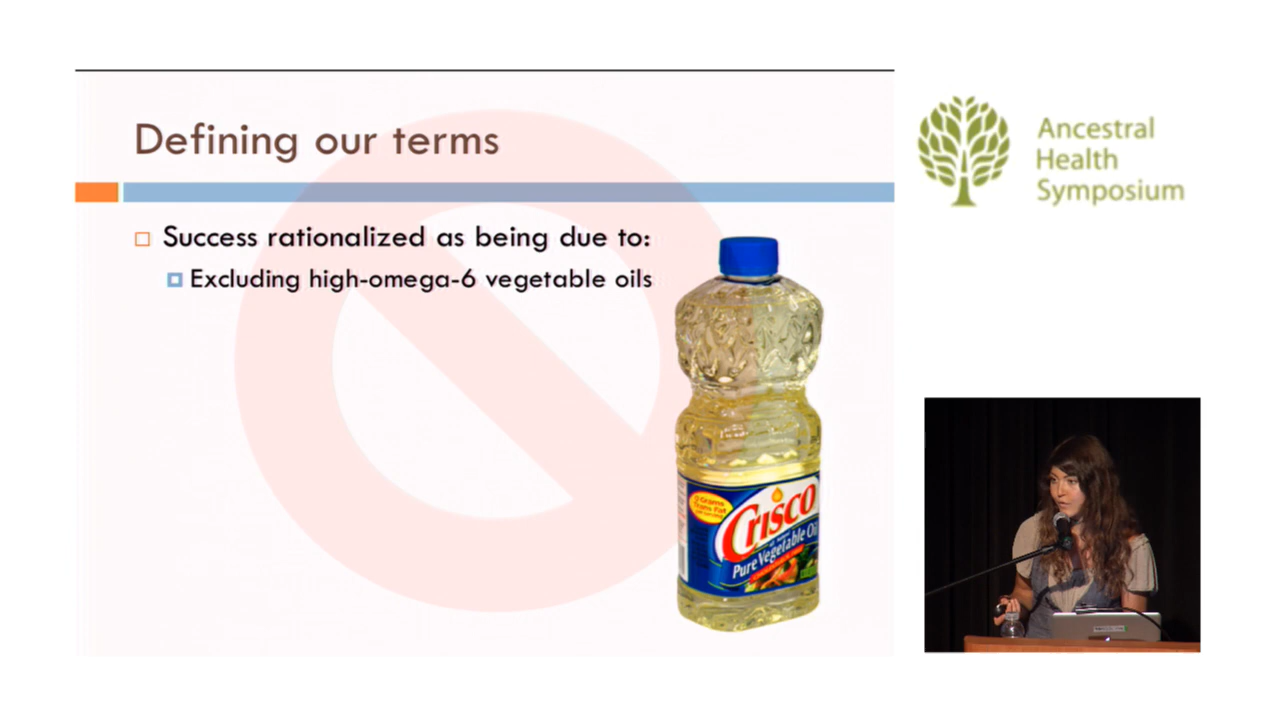 Defining our terms
Success rationalized as being due to:
Excluding high-omega-6 vegetable oils
Ancestral
Health
Symposium
Crisco
Pure Vegetable Oil